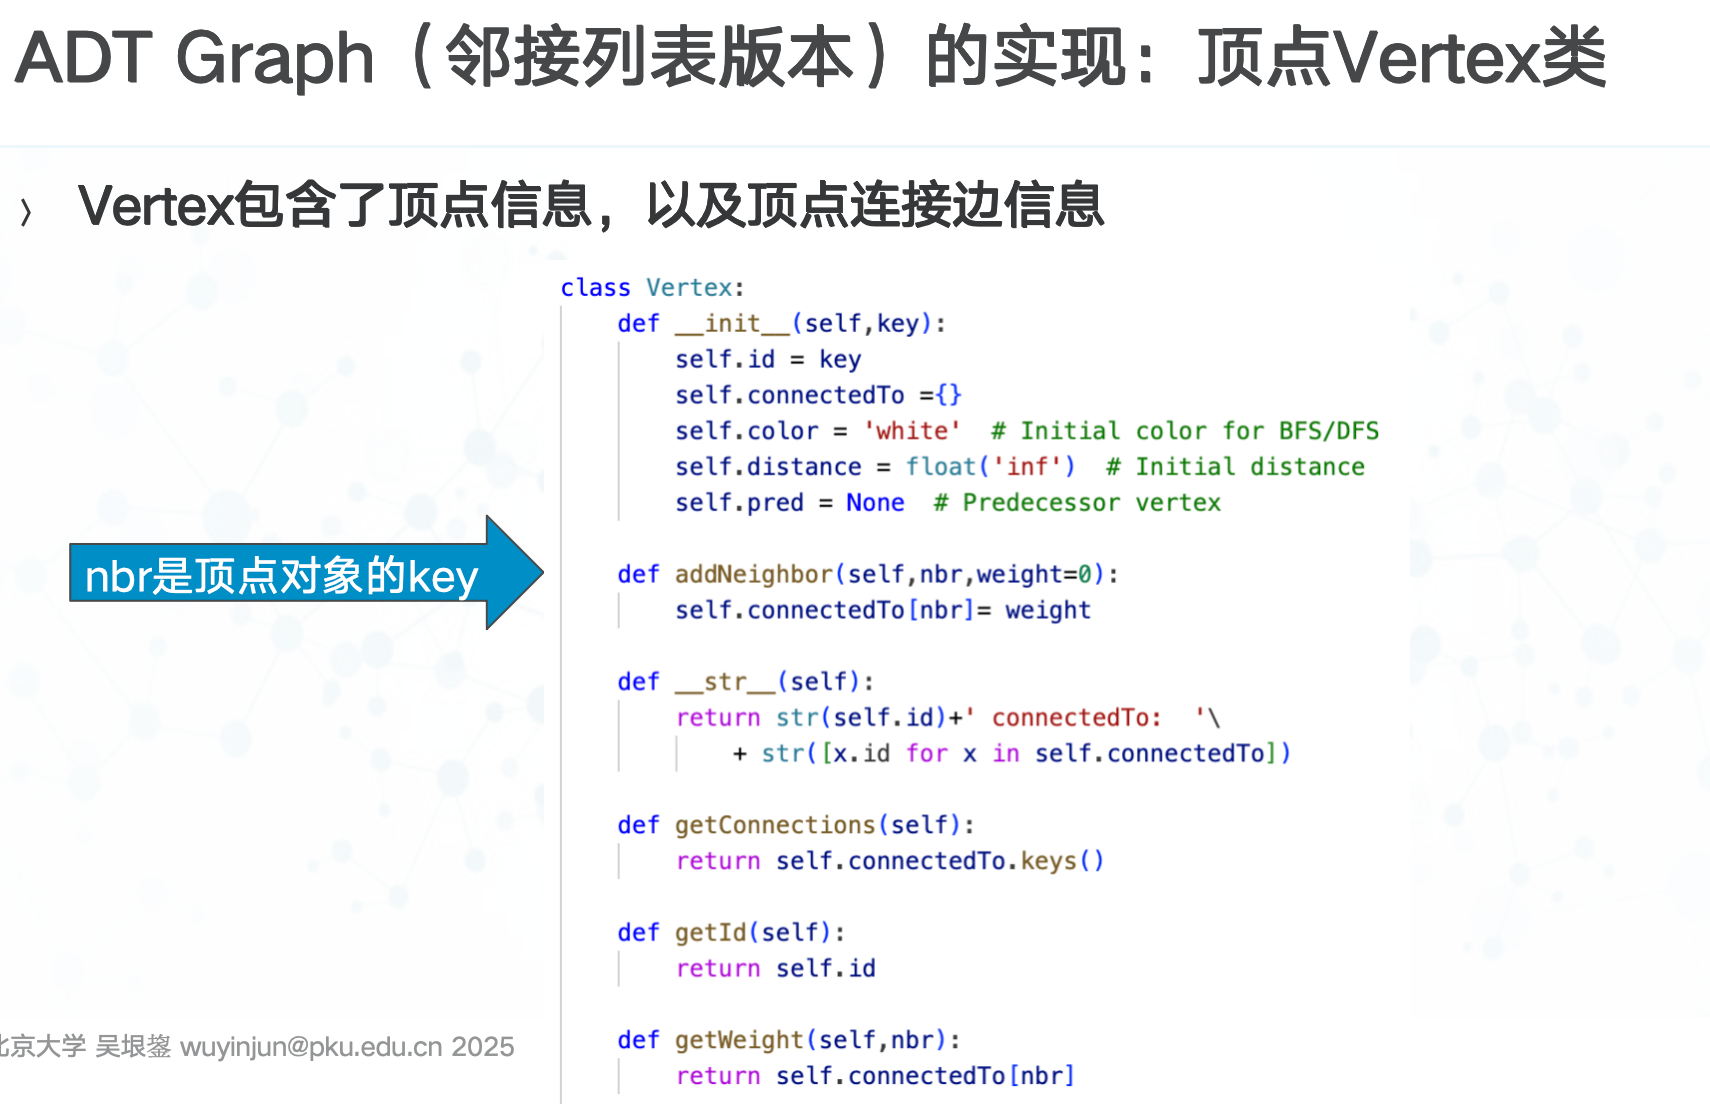 ADT Graph（邻接列表版本）的实现：顶点Vertex类
› Vertex包含了顶点信息，以及顶点连接边信息
class Vertex:
    def __init__(self,key):
        self.id = key
        self.connectedTo ={}
        self.color = 'white'  # Initial color for BFS/DFS
        self.distance = float('inf')  # Initial distance
        self.pred = None  # Predecessor vertex
nbr是顶点对象的key
    def addNeighbor(self,nbr,weight=0):
        self.connectedTo[nbr]= weight
    def __str__(self):
        return str(self.id)+' connectedTo:  '\
            + str([x.id for x in self.connectedTo])
    def getConnections(self):
        return self.connectedTo.keys()
    def getId(self):
        return self.id
    def getWeight(self,nbr):
        return self.connectedTo[nbr]
北京大学 吴垠鋆 wuyinjun@pku.edu.cn 2025